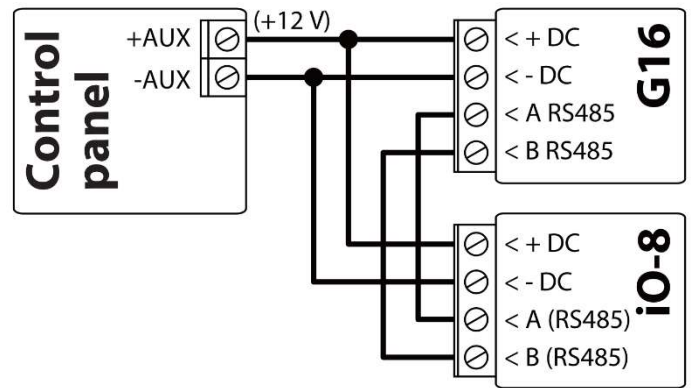 Control
panel
+AUX
-AUX
(+12 V)
< + DC
< - DC
< A RS485
< B RS485
G16
< + DC
< - DC
< A (RS485)
< B (RS485)
iO-8